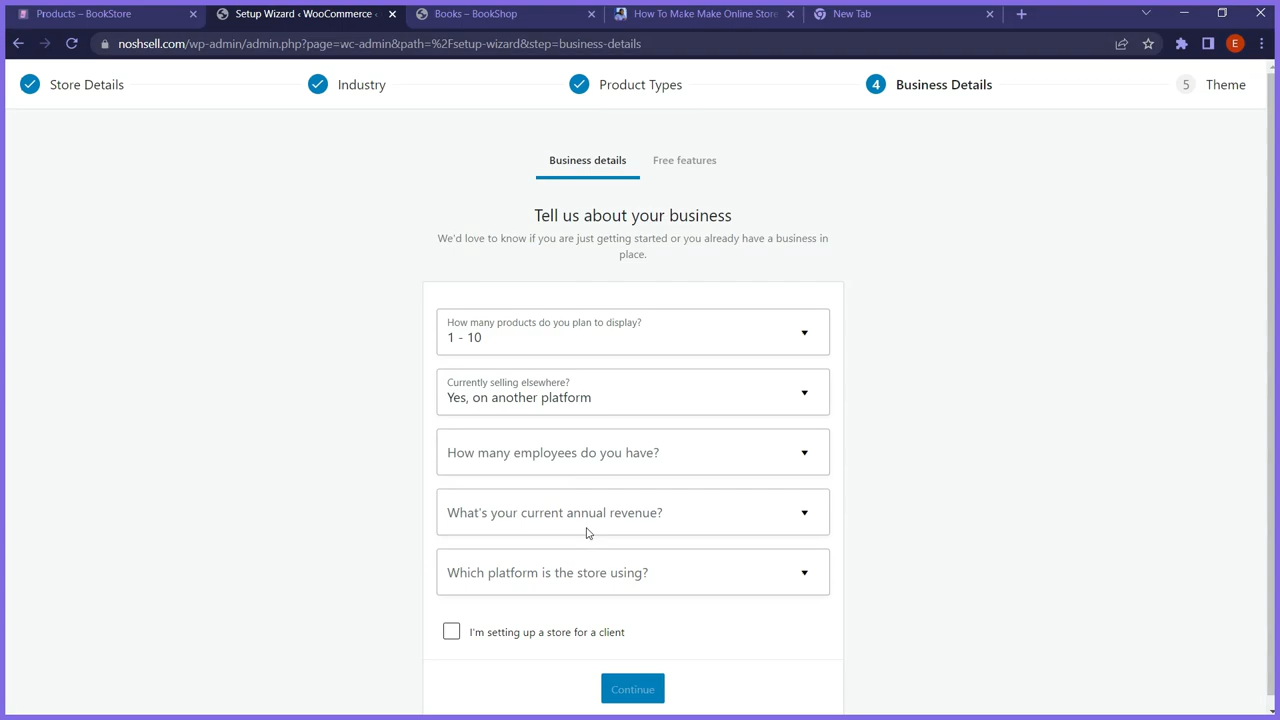 Products – BookStore
Setup Wizard ‹ WooCommerce ‹
Books – BookShop
How To Make Make Online Store
New Tab
noshsell.com/wp-admin/admin.php?page=wc-admin&path=%2Fsetup-wizard&step=business-details
E
Store Details
Industry
Product Types
4 Business Details
5 Theme
Business details
Free features
Tell us about your business
We'd love to know if you are just getting started or you already have a business in
place.
How many products do you plan to display?
1 - 10
Currently selling elsewhere?
Yes, on another platform
How many employees do you have?
What's your current annual revenue?
Which platform is the store using?
I'm setting up a store for a client
Continue